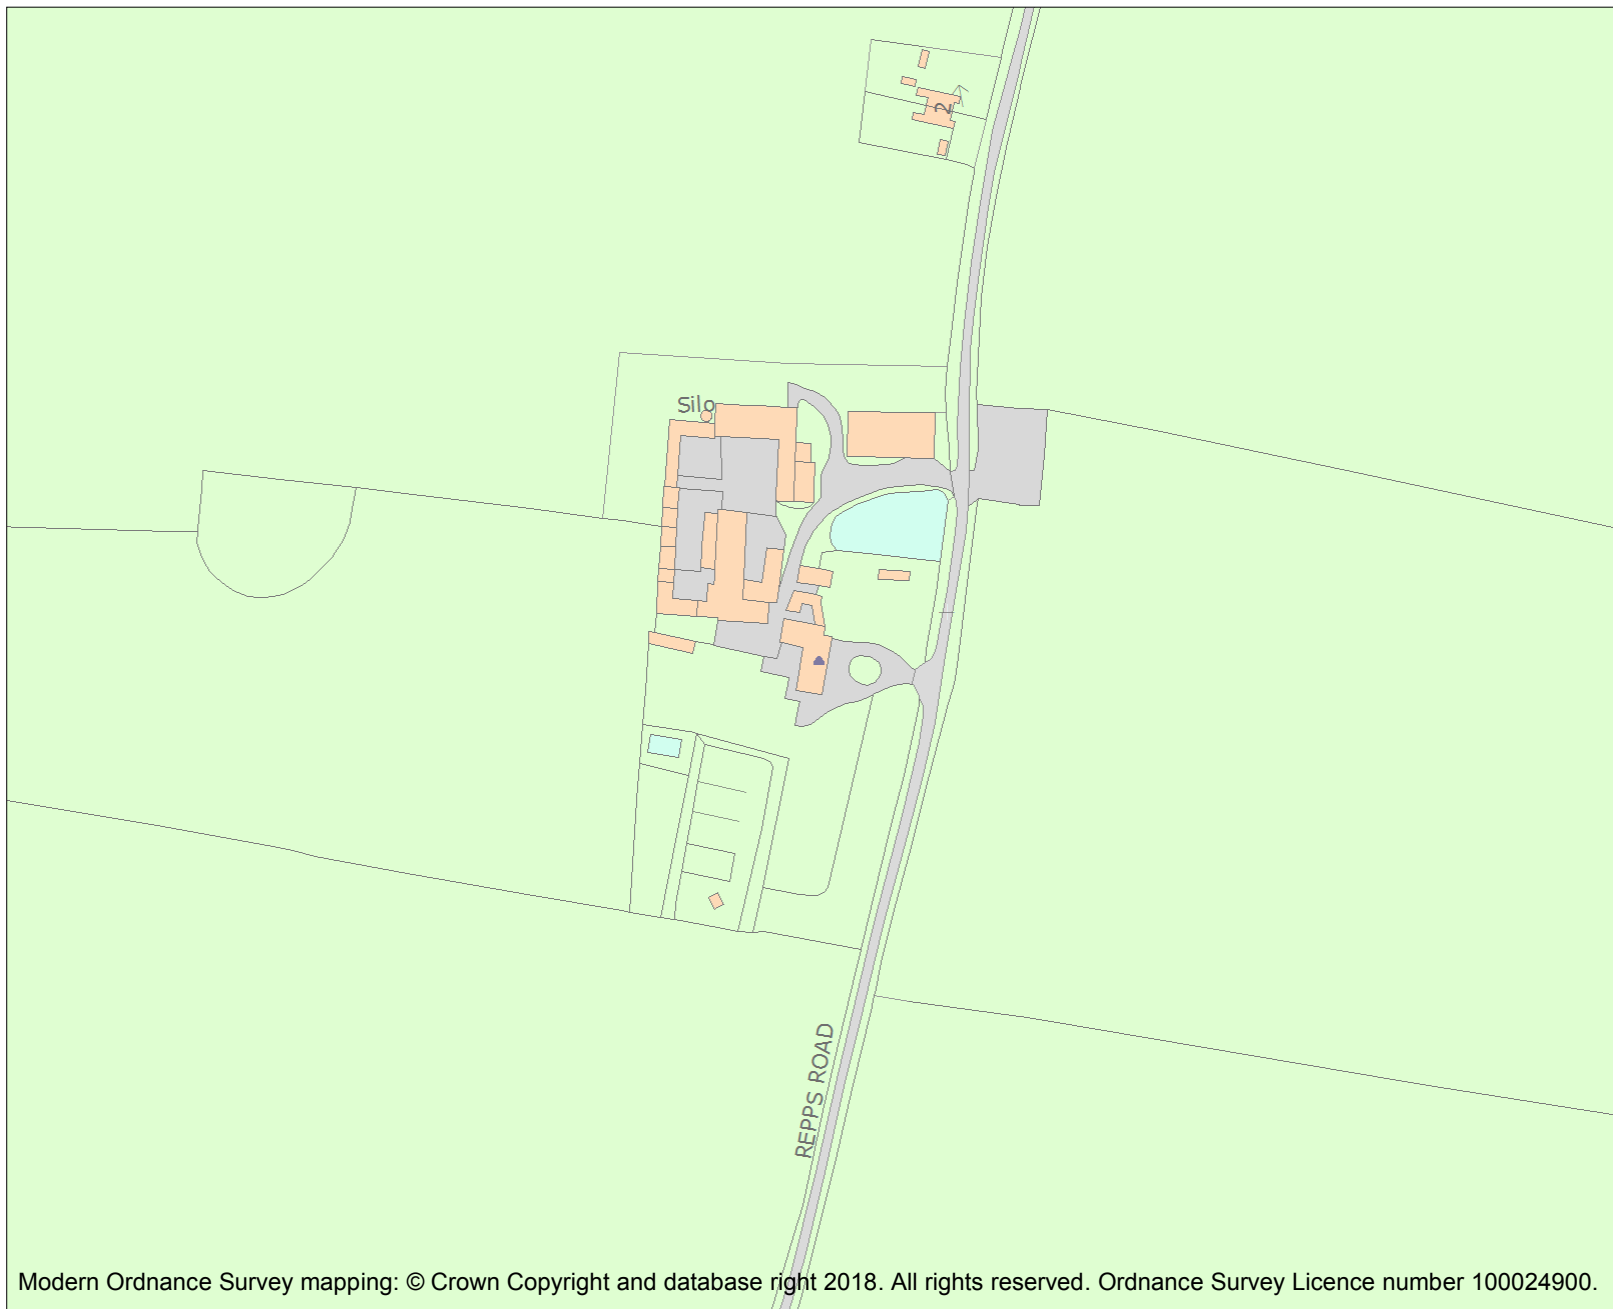 2
Silo
REPPS ROAD
Modern Ordnance Survey mapping: © Crown Copyright and database right 2018. All rights reserved. Ordnance Survey Licence number 100024900.